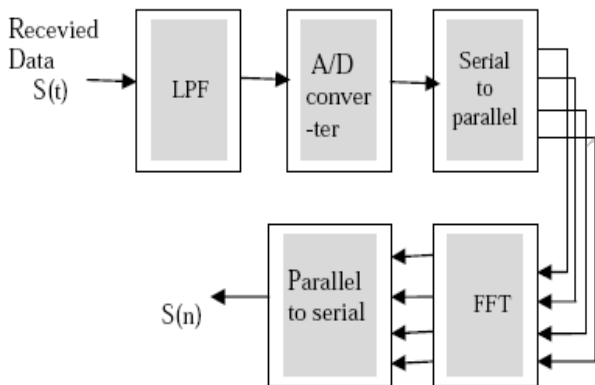 Recevied
Data
S(t)
LPF
A/D
conver
-ter
Serial
to
parallel
S(n)
Parallel
to serial
FFT